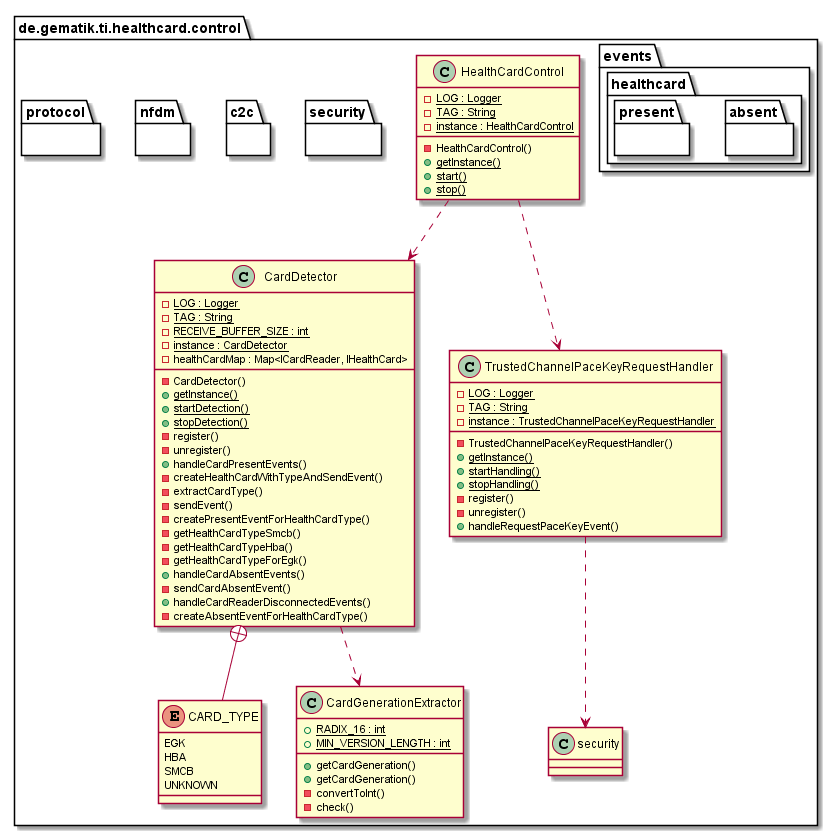 de.gematik.ti.healthcard.control
protocol
nfdm
c2c
security
C HealthCardControl
LOG : Logger
TAG : String
instance : HealthCardControl
HealthCardControl()
getInstance()
start()
stop()
events
healthcard
present
absent
C CardDetector
LOG : Logger
TAG : String
RECEIVE_BUFFER_SIZE : int
instance : CardDetector
healthCardMap : Map<ICardReader, IHealthCard>
CardDetector()
getInstance()
startDetection()
stopDetection()
register()
unregister()
handleCardPresentEvents()
createHealthCardWithTypeAndSendEvent()
extractCardType()
sendEvent()
createPresentEventForHealthCardType()
getHealthCardTypeSmcb()
getHealthCardTypeHba()
getHealthCardTypeForEgk()
handleCardAbsentEvents()
sendCardAbsentEvent()
handleCardReaderDisconnectedEvents()
createAbsentEventForHealthCardType()
C TrustedChannelPaceKeyRequestHandler
LOG : Logger
TAG : String
instance : TrustedChannelPaceKeyRequestHandler
TrustedChannelPaceKeyRequestHandler()
getInstance()
startHandling()
stopHandling()
register()
unregister()
handleRequestPaceKeyEvent()
E CARD_TYPE
EGK
HBA
SMCB
UNKNOWN
C CardGenerationExtractor
RADIX_16 : int
MIN_VERSION_LENGTH : int
getCardGeneration()
getCardGeneration()
convertToInt()
check()
C security